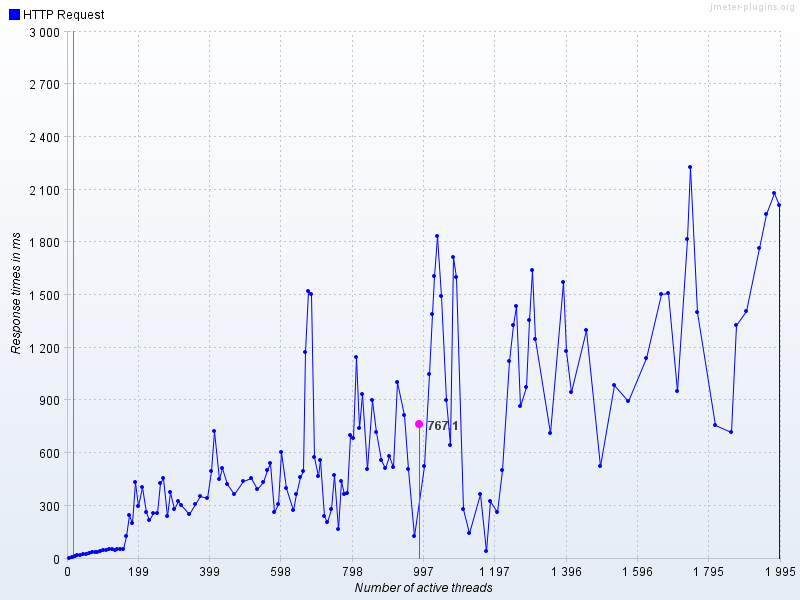 jmeter-plugins.org
HTTP Request
3 000
2 700
2 400
2 100
1 800
1 500
1 200
900
600
300
0
Response times in ms
767.1
0 199 399 598 798 997 1 197 1 396 1 596 1 795 1 995
Number of active threads